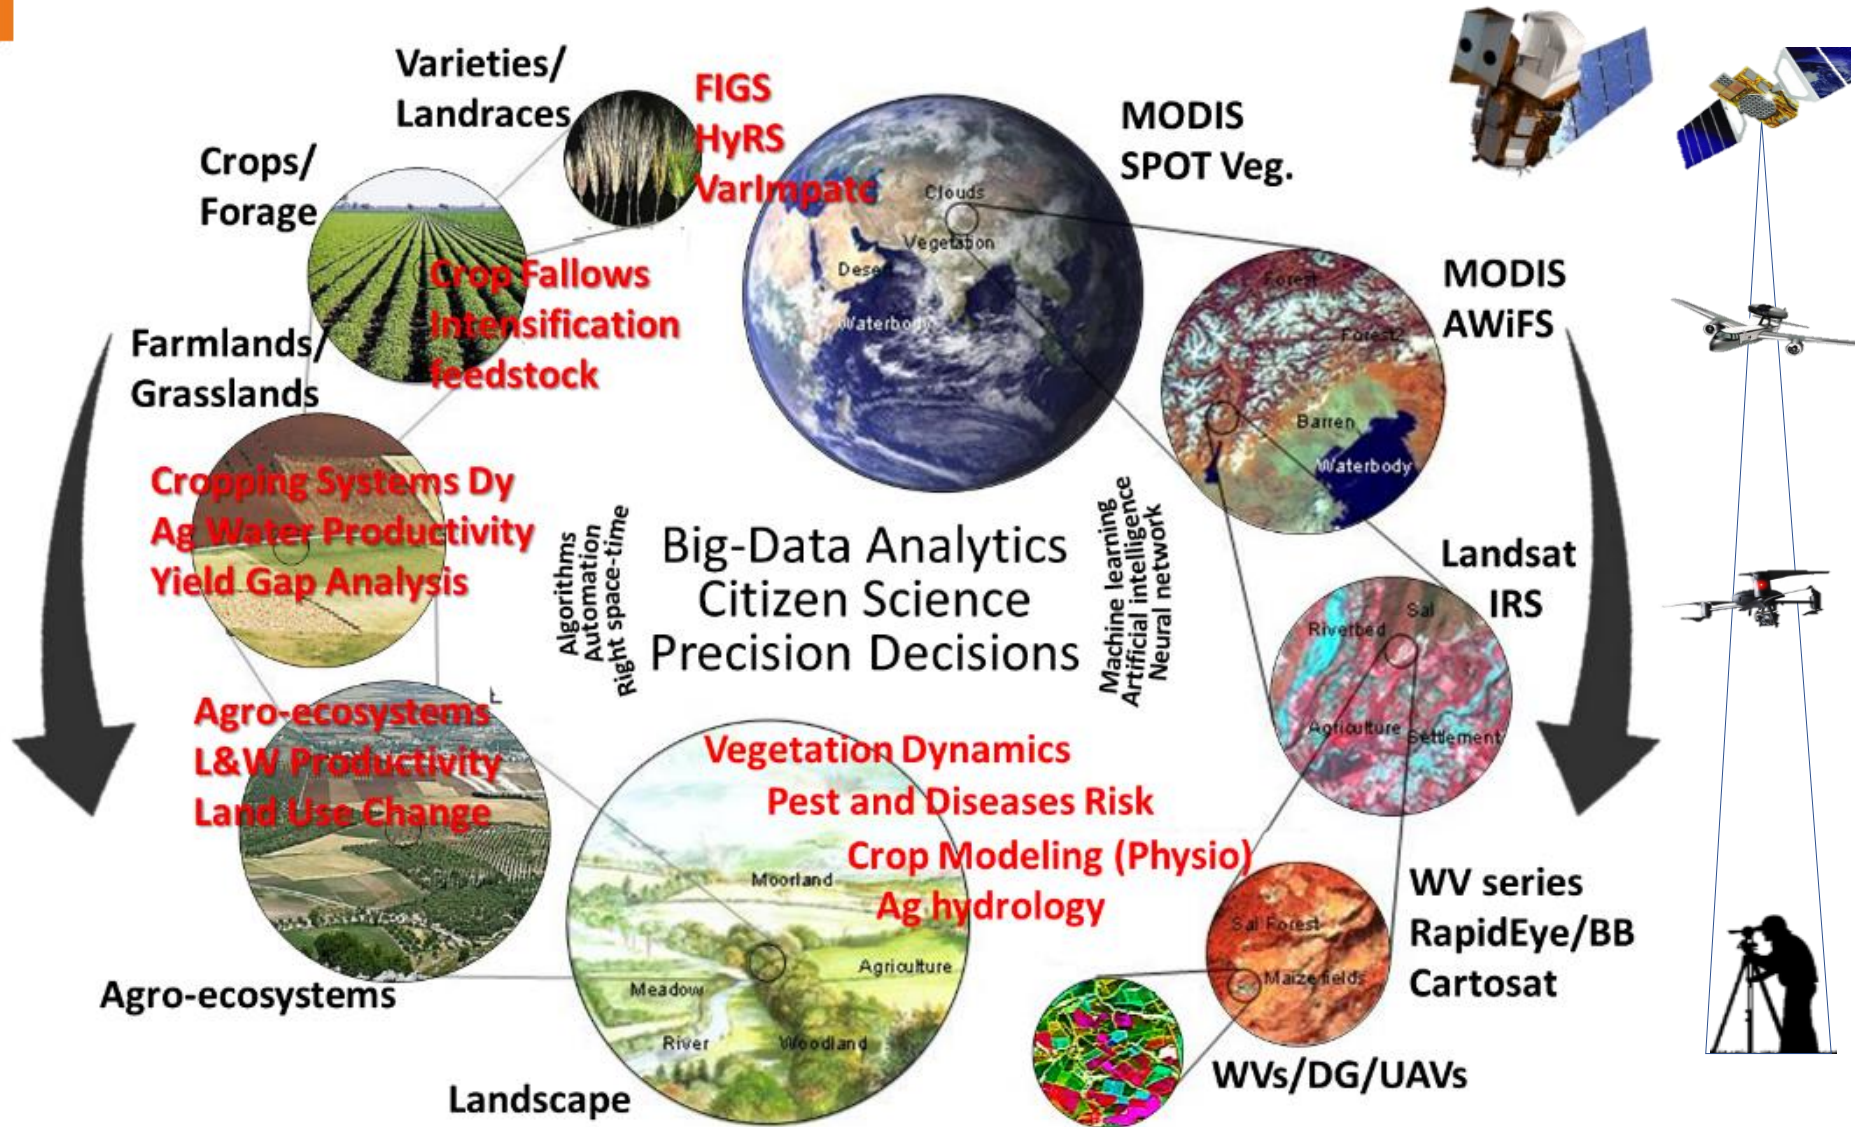 Varieties/
Landraces
FIGS
HyRS
VarImpatc
Crops/
Forage
Crop Fallows
Intensification
feedstock
Farmlands/
Grasslands
Cropping Systems Dy
Ag Water Productivity
Yield Gap Analysis
Agro-ecosystems
L&W Productivity
Land Use Change
Agro-ecosystems
Landscape
Vegetation Dynamics
Pest and Diseases Risk
Crop Modeling (Physio)
Ag hydrology
Moorland
Agriculture
Meadow
River
Woodland
Clouds
Vegetation
Desert
Waterbody
Algorithms
Automation
Right space-time
Big-Data Analytics
Citizen Science
Precision Decisions
Machine learning
Artificial intelligence
Neural network
MODIS
SPOT Veg.
MODIS
AWiFS
Forest
Forest2
Barren
Waterbody
Landsat
IRS
Sal
Riverbed
Agriculture
Settlement
WV series
RapidEye/BB
Cartosat
Sal Forest
Maize fields
WVs/DG/UAVs